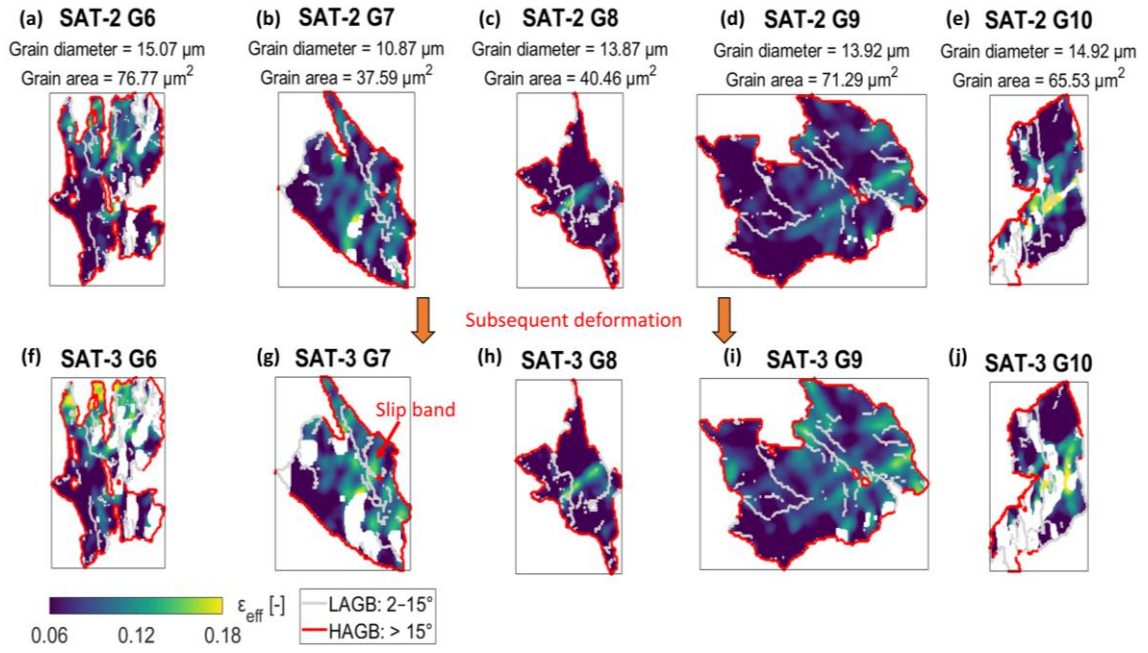 (a) SAT-2 G6
Grain diameter = 15.07 µm
Grain area = 76.77 µm²
(b) SAT-2 G7
Grain diameter = 10.87 µm
Grain area = 37.59 µm²
(c) SAT-2 G8
Grain diameter = 13.87 µm
Grain area = 40.46 µm²
(d) SAT-2 G9
Grain diameter = 13.92 µm
Grain area = 71.29 µm²
(e) SAT-2 G10
Grain diameter = 14.92 µm
Grain area = 65.53 µm²
Subsequent deformation
(f) SAT-3 G6
(g) SAT-3 G7
Slip band
(h) SAT-3 G8
(i) SAT-3 G9
(j) SAT-3 G10
0.06 0.12 0.18
ε_eff [-]
LAGB: 2–15°
HAGB: > 15°